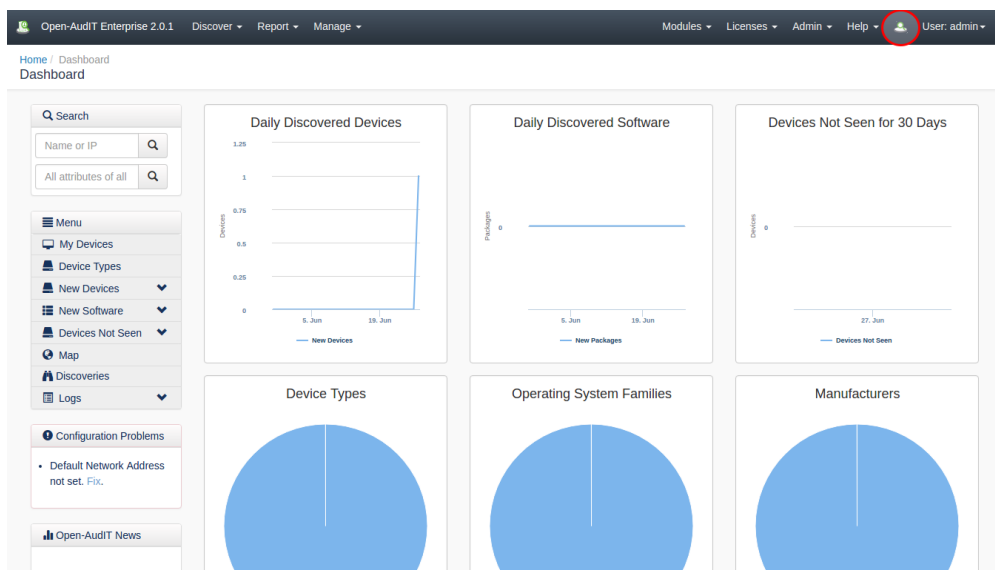 Open-AudIT Enterprise 2.0.1 Discover Report Manage Modules Licenses Admin Help User: admin
Home / Dashboard
Dashboard
Search
Name or IP
All attributes of all
Menu
My Devices
Device Types
New Devices
New Software
Devices Not Seen
Map
Discoveries
Logs
Configuration Problems
• Default Network Address
not set. Fix.
Open-AudIT News
Daily Discovered Devices
1.25
1
0.75
0.5
0.25
0
Devices
5. Jun 19. Jun
New Devices
Daily Discovered Software
Packages
0
5. Jun 19. Jun
New Packages
Devices Not Seen for 30 Days
Devices
0
27. Jun
Devices Not Seen
Device Types
Operating System Families
Manufacturers